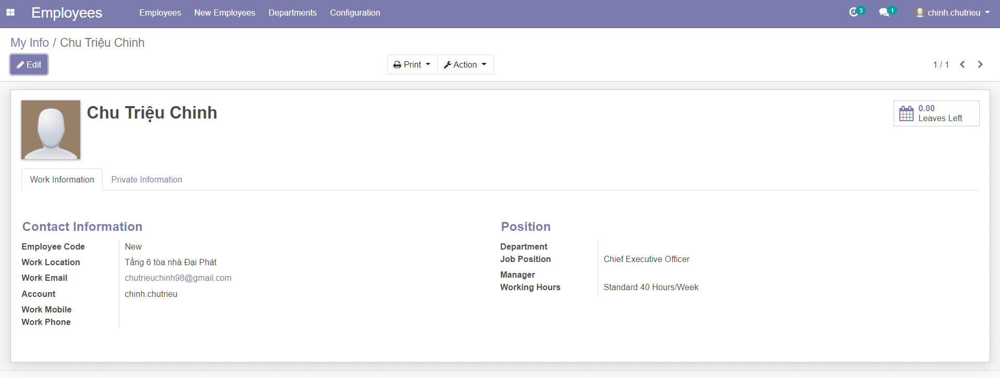 Employees Employees New Employees Departments Configuration 3 1 chinh.chutrieu
My Info / Chu Triệu Chinh
Edit Print Action 1 / 1
Chu Triệu Chinh
0.00
Leaves Left
Work Information Private Information
Contact Information
Employee Code New
Work Location Tầng 6 tòa nhà Đại Phát
Work Email chutrieuchinh98@gmail.com
Account chinh.chutrieu
Work Mobile
Work Phone
Position
Department
Job Position Chief Executive Officer
Manager
Working Hours Standard 40 Hours/Week